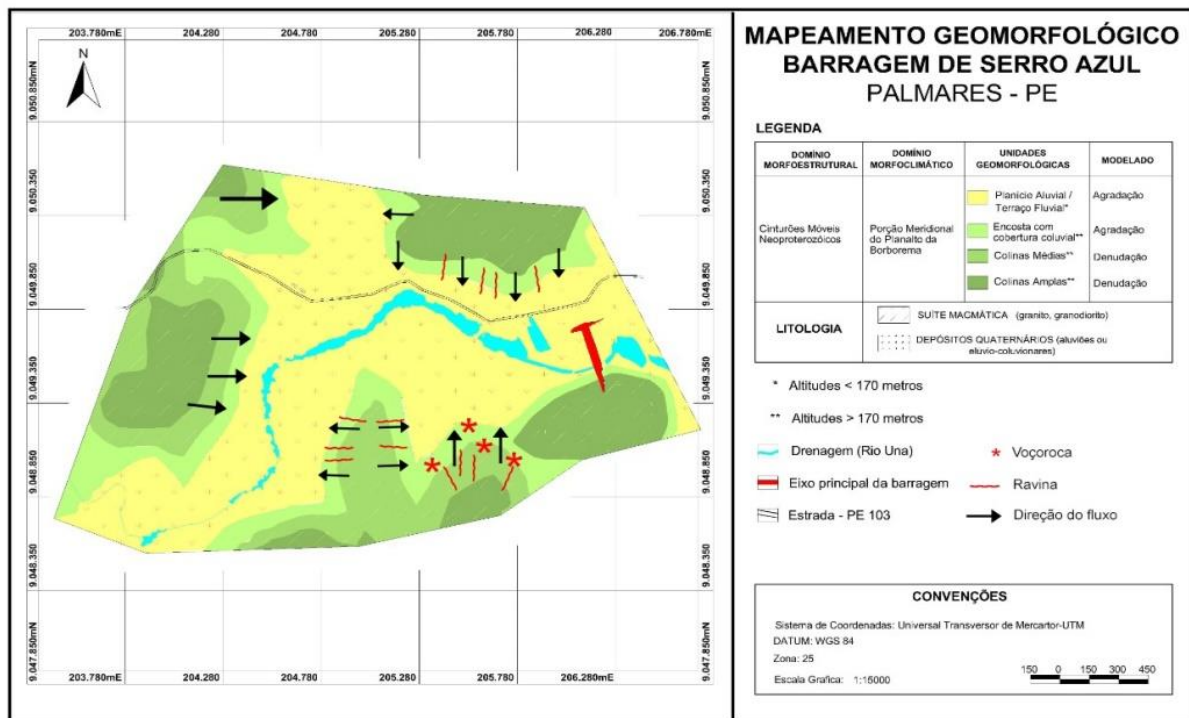 203.780mE 204.280 204.780 205.280 205.780 206.280 206.780mE
N
9.050.850mN
9.050.350
9.049.850
9.049.350
9.048.850
9.048.350
9.047.850mN
9.050.850mN
9.050.350
9.049.850
9.049.350
9.048.850
9.048.350
9.047.850mN
203.780mE 204.280 204.780 205.280 205.780 206.280mE
MAPEAMENTO GEOMORFOLÓGICO
BARRAGEM DE SERRO AZUL
PALMARES - PE
LEGENDA
DOMÍNIO MORFOESTRUTURAL
DOMÍNIO MORFOCLIMÁTICO
UNIDADES GEOMORFOLÓGICAS
MODELADO
Cinturões Móveis
Neoproterozóicos
Porção Meridional
do Planalto da
Borborema
Planície Aluvial /
Terraço Fluvial*
Agradação
Encosta com
cobertura coluvial**
Agradação
Colinas Médias**
Denudação
Colinas Amplas**
Denudação
LITOLOGIA
SUÍTE MAGMÁTICA (granito, granodiorito)
DEPÓSITOS QUATERNÁRIOS (aluviões ou
eluvio-coluvionares)
* Altitudes < 170 metros
** Altitudes > 170 metros
Drenagem (Rio Una)
Voçoroca
Eixo principal da barragem
Ravina
Estrada - PE 103
Direção do fluxo
CONVENÇÕES
Sistema de Coordenadas: Universal Transversor de Mercartor-UTM
DATUM: WGS 84
Zona: 25
Escala Grafica: 1:15000
150 0 150 300 450